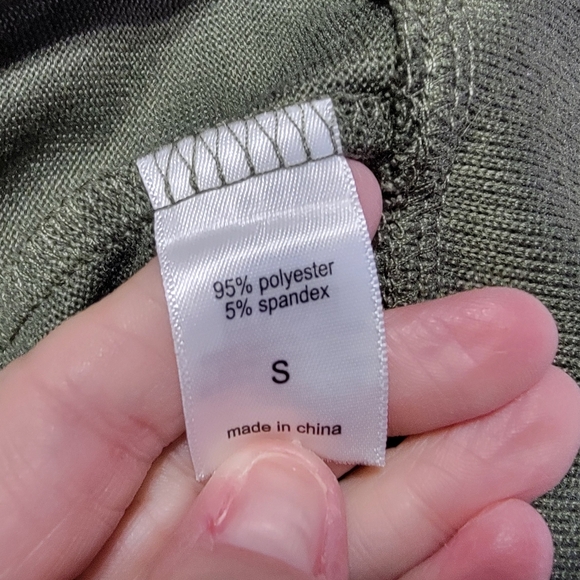 95% polyester
5% spandex
S
made in china